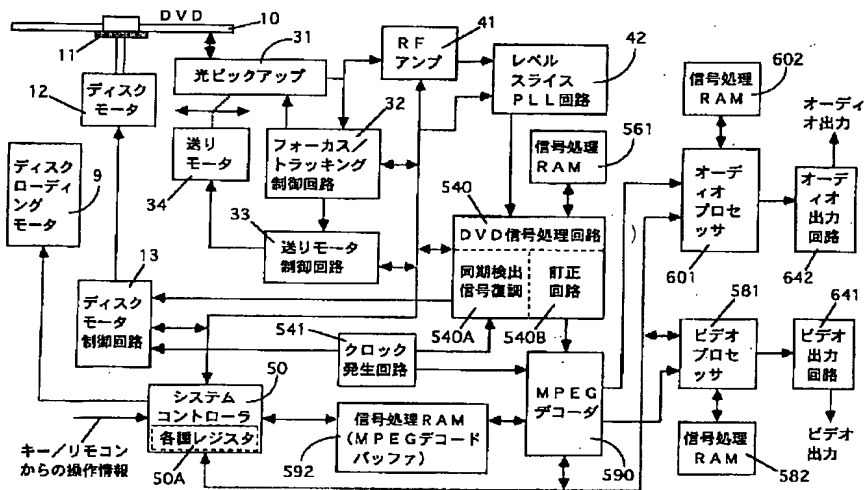 DVD
10
11
12
ディスク
モータ
31
光ピックアップ
41
RF
アンプ
42
レベル
スライス
PLL回路
602
信号処理
RAM
オーディ
オ出力
ディスク
ローディング
モータ
9
送り
モータ
34
32
フォーカス/
トラッキング
制御回路
信号処理
RAM
561
オーディ
オプロセ
ッサ
601
オーディ
オ出力
回路
642
33
送りモータ
制御回路
540
DVD信号処理回路
同期検出
信号復調
訂正
回路
540A
540B
13
ディスク
モータ
制御回路
541
クロック
発生回路
581
ビデオ
プロセ
ッサ
641
ビデオ
出力
回路
50
システム
コントローラ
各種レジスタ
50A
キー/リモコン
からの操作情報
信号処理RAM
(MPEGデコード
バッファ)
592
MPEG
デコーダ
590
信号処理
RAM
582
ビデオ
出力